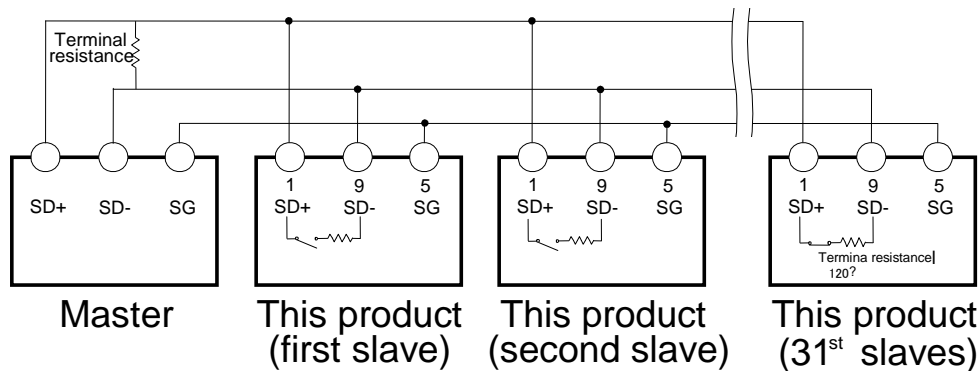 Terminal
resistance
SD+ SD- SG
1 9 5
SD+ SD- SG
1 9 5
SD+ SD- SG
1 9 5
SD+ SD- SG
Termina resistance|
120?
Master
This product
(first slave)
This product
(second slave)
This product
(31st slaves)